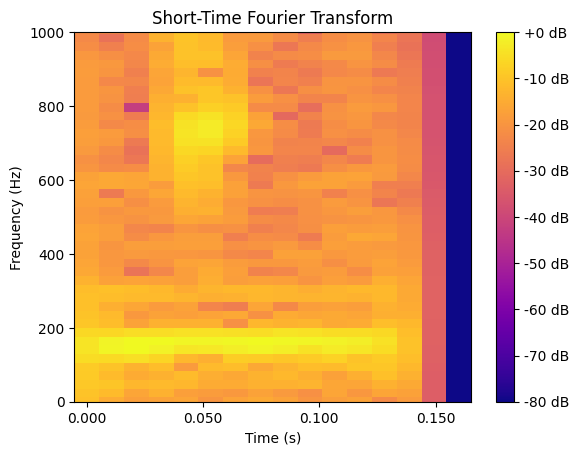 Short-Time Fourier Transform
1000
800
600
400
200
0
Frequency (Hz)
0.000
0.050
0.100
0.150
Time (s)
+0 dB
-10 dB
-20 dB
-30 dB
-40 dB
-50 dB
-60 dB
-70 dB
-80 dB